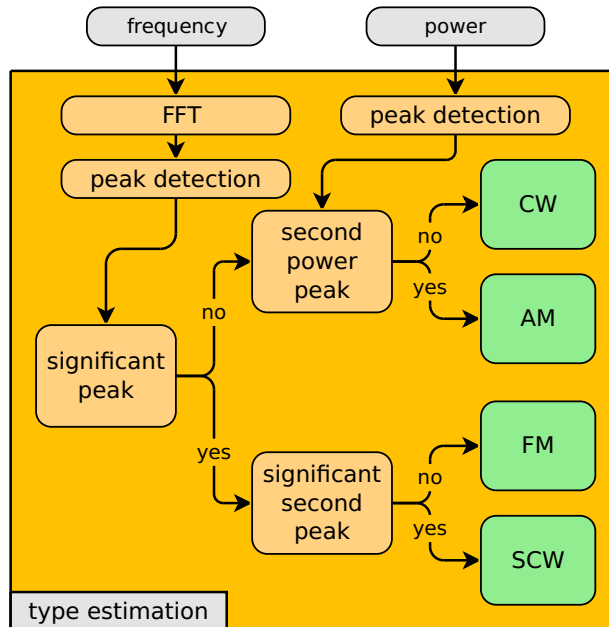 frequency
power
FFT
peak detection
peak detection
CW
second
power
peak
no
yes
AM
no
significant
peak
FM
yes
significant
second
peak
no
yes
SCW
type estimation